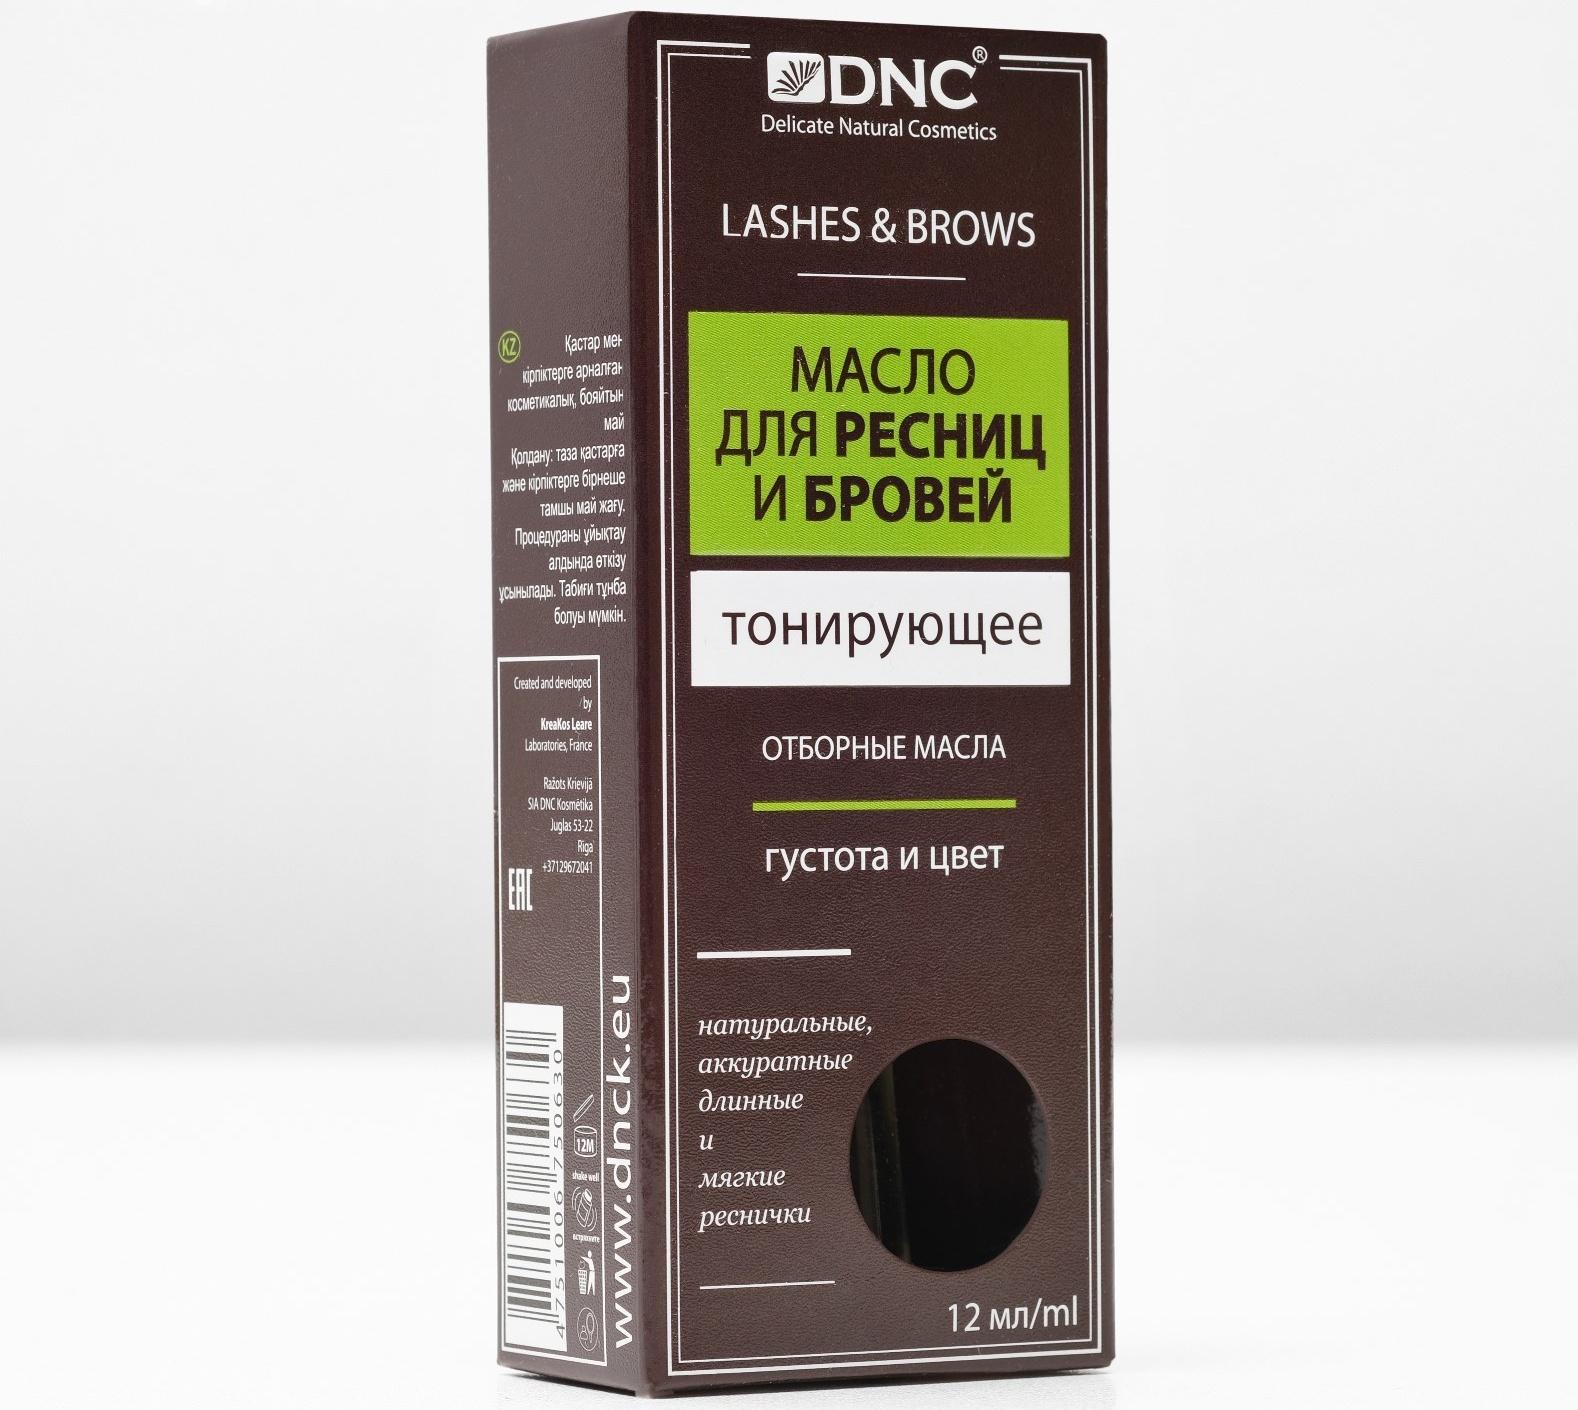 DNC®
Delicate Natural Cosmetics
LASHES & BROWS
МАСЛО
ДЛЯ РЕСНИЦ
И БРОВЕЙ
тонирующее
ОТБОРНЫЕ МАСЛА
густота и цвет
натуральные,
аккуратные
длинные
и
мягкие
реснички
12 мл/ml
KZ
Қастар мен
кірпіктерге арналған
косметикалық, бояйтын
май
Қолдану: таза қастарға
және кірпіктерге бірнеше
тамшы май жағу.
Процедураны ұйықтау
алдында өткізу
ұсынылады. Табиғи тұнба
болуы мүмкін.
Created and developed
by
KreaKos Leare
Laboratories, France
Ražots Krievijā
SIA DNC Kosmētika
Juglas 53-22
Rīga
+37129672041
EAC
www.dnck.eu
4751006750630
12M
shake well
встряхните